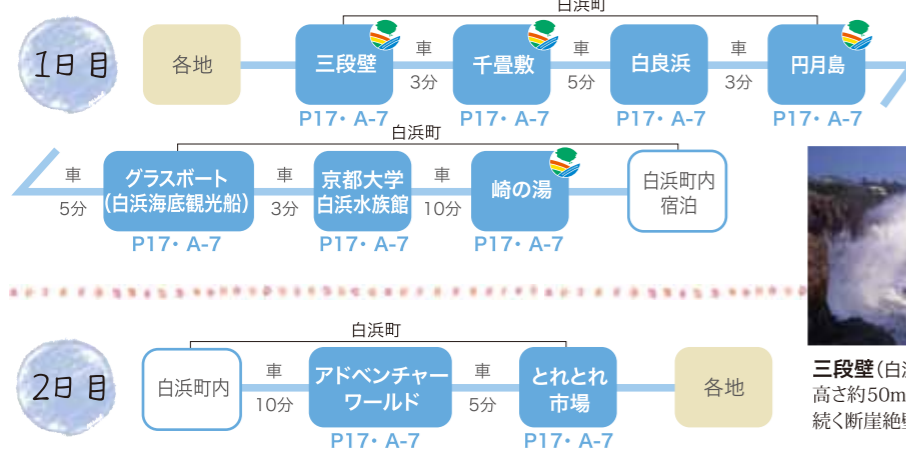 白浜町
1日目
各地
三段壁
車
3分
千畳敷
車
5分
白良浜
車
3分
円月島
P17・A-7
P17・A-7
P17・A-7
P17・A-7
白浜町
車
5分
グラスボート
(白浜海底観光船)
車
3分
京都大学
白浜水族館
車
10分
崎の湯
白浜町内
宿泊
P17・A-7
P17・A-7
P17・A-7
三段壁(白
高さ約50m
続く断崖絶
白浜町
2日目
白浜町内
車
10分
アドベンチャー
ワールド
車
5分
とれとれ
市場
各地
P17・A-7
P17・A-7